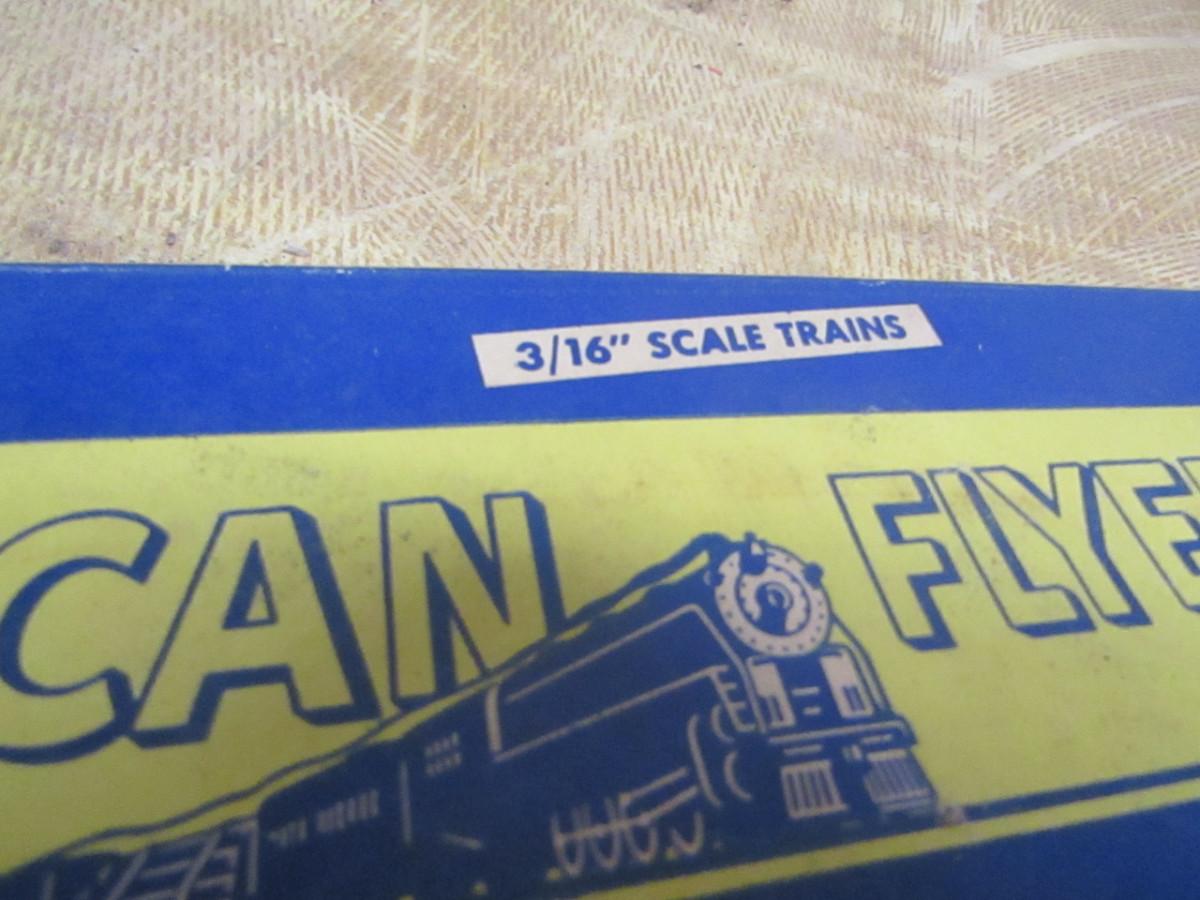 3/16" SCALE TRAINS
CAN FLYE